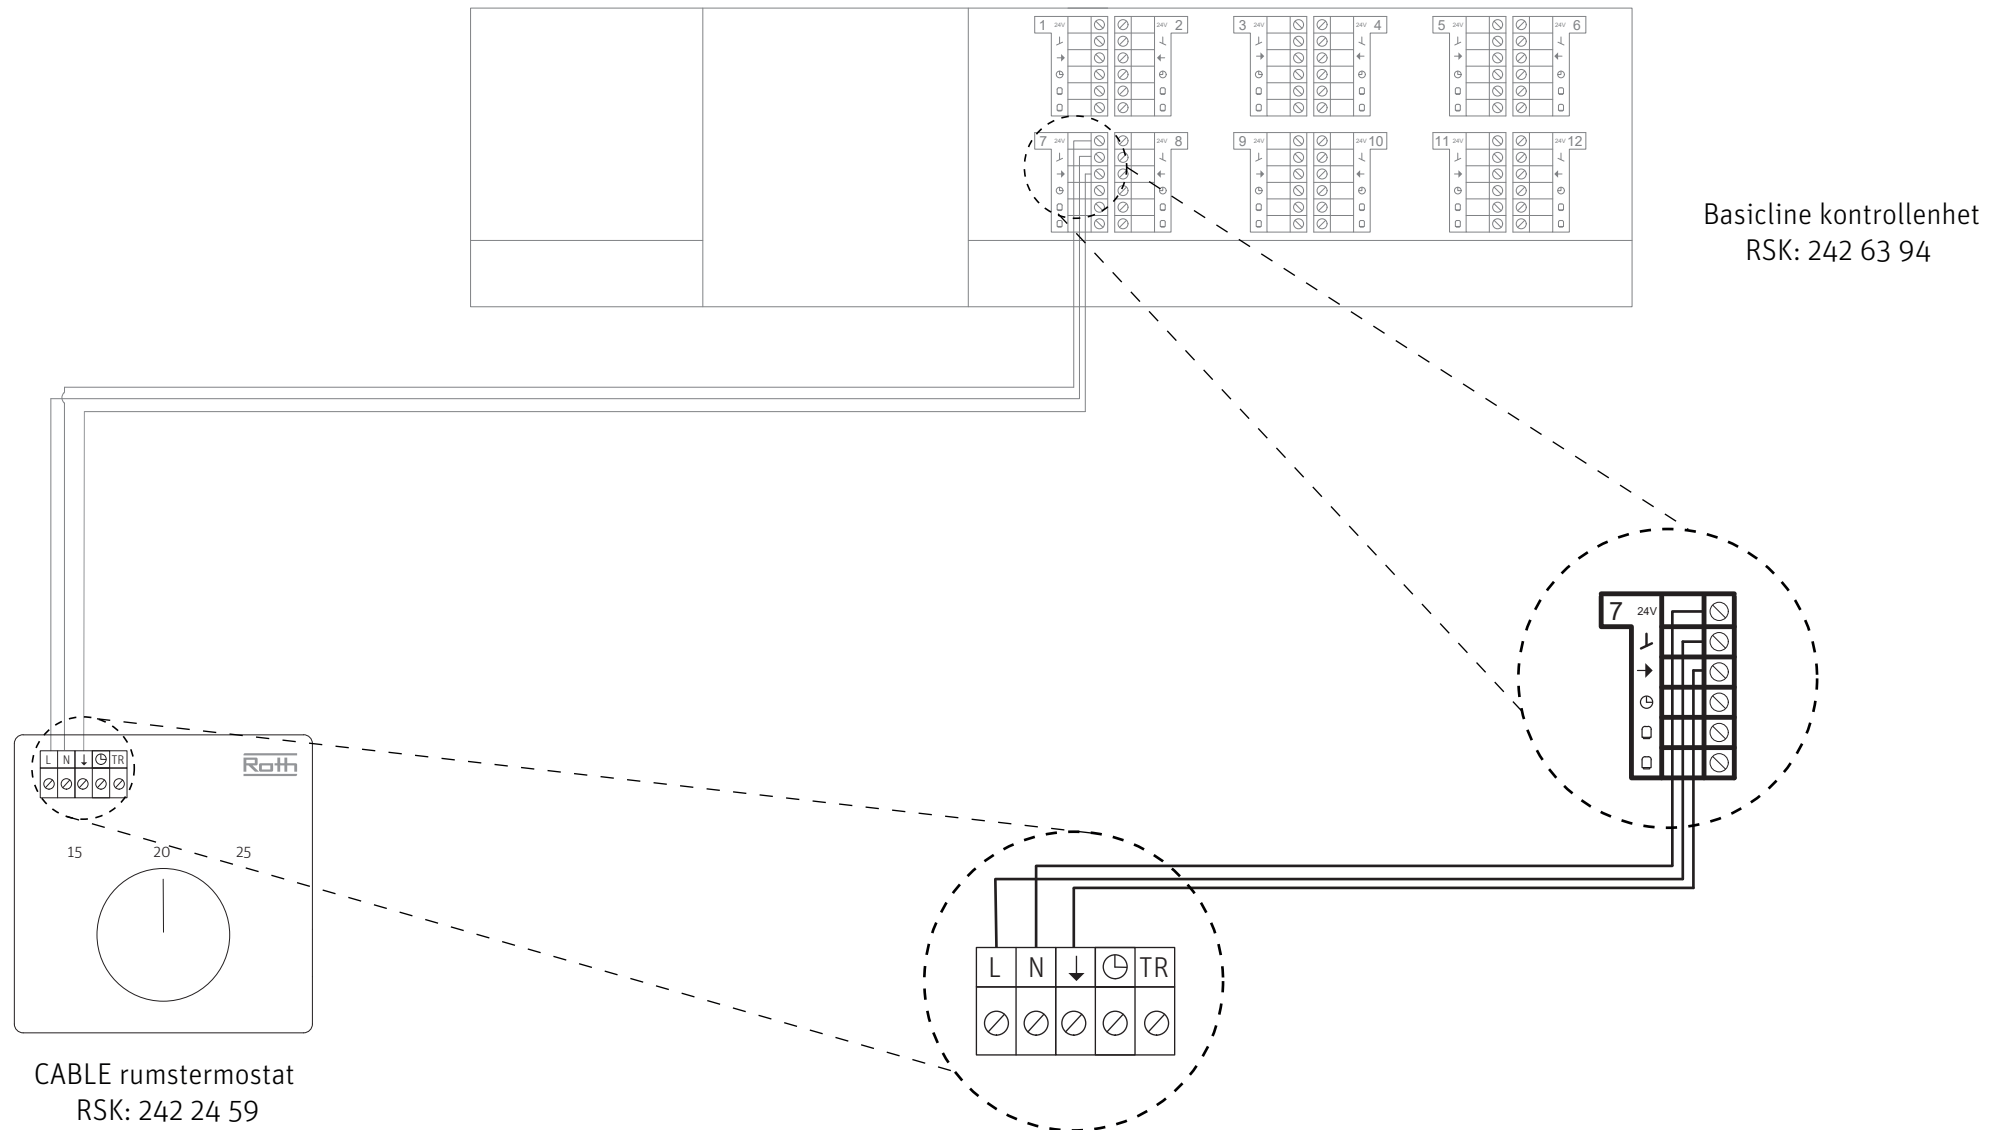 1 24V 24V 2
3 24V 24V 4
5 24V 24V 6
7 24V 24V 8
9 24V 24V 10
11 24V 24V 12
Basicline kontrollenhet
RSK: 242 63 94
7 24V
L N TR
Roth
15 20 25
L N TR
CABLE rumstermostat
RSK: 242 24 59